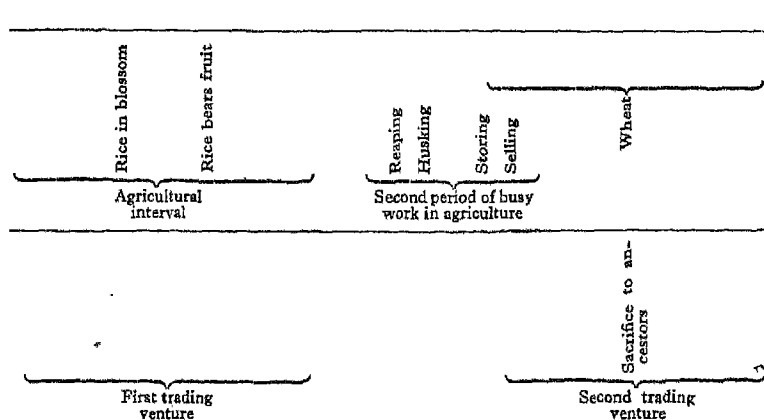 Rice in blossom
Rice bears fruit
Reaping
Husking
Storing
Selling
Wheat
Agricultural
interval
Second period of busy
work in agriculture
Sacrifice to an-
cestors
First trading
venture
Second trading
venture